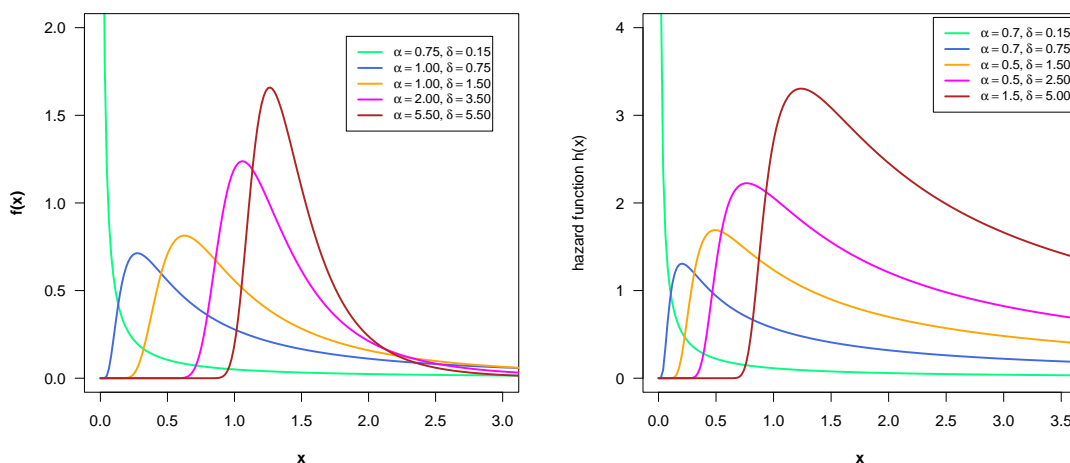 2.0
1.5
1.0
0.5
0.0
f(x)
α = 0.75, δ = 0.15
α = 1.00, δ = 0.75
α = 1.00, δ = 1.50
α = 2.00, δ = 3.50
α = 5.50, δ = 5.50
0.0 0.5 1.0 1.5 2.0 2.5 3.0
x
4
3
2
1
0
hazard function h(x)
α = 0.7, δ = 0.15
α = 0.7, δ = 0.75
α = 0.5, δ = 1.50
α = 0.5, δ = 2.50
α = 1.5, δ = 5.00
0.0 0.5 1.0 1.5 2.0 2.5 3.0 3.5
x